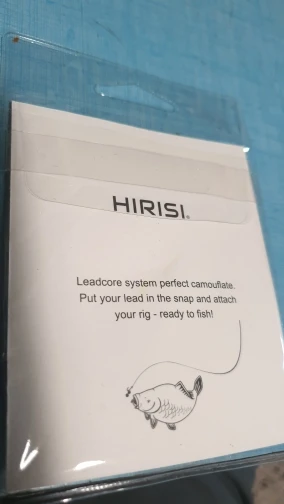 HIRISI®
Leadcore system perfect camouflate.
Put your lead in the snap and attach
your rig - ready to fish!